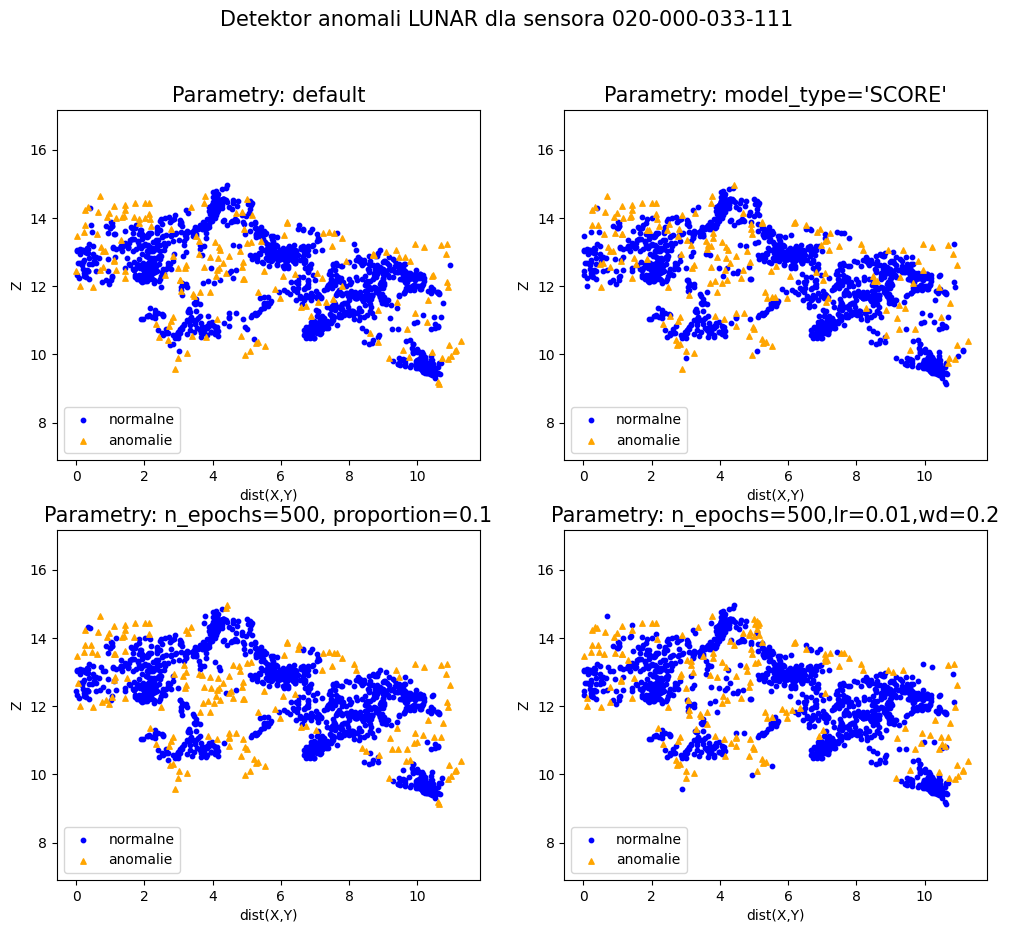 Detektor anomali LUNAR dla sensora 020-000-033-111
Parametry: default
16
14
12
10
8
Z
normalne
anomalie
0 2 4 6 8 10
dist(X,Y)
Parametry: model_type='SCORE'
16
14
12
10
8
Z
normalne
anomalie
0 2 4 6 8 10
dist(X,Y)
Parametry: n_epochs=500, proportion=0.1
16
14
12
10
8
Z
normalne
anomalie
0 2 4 6 8 10
dist(X,Y)
Parametry: n_epochs=500,lr=0.01,wd=0.2
16
14
12
10
8
Z
normalne
anomalie
0 2 4 6 8 10
dist(X,Y)